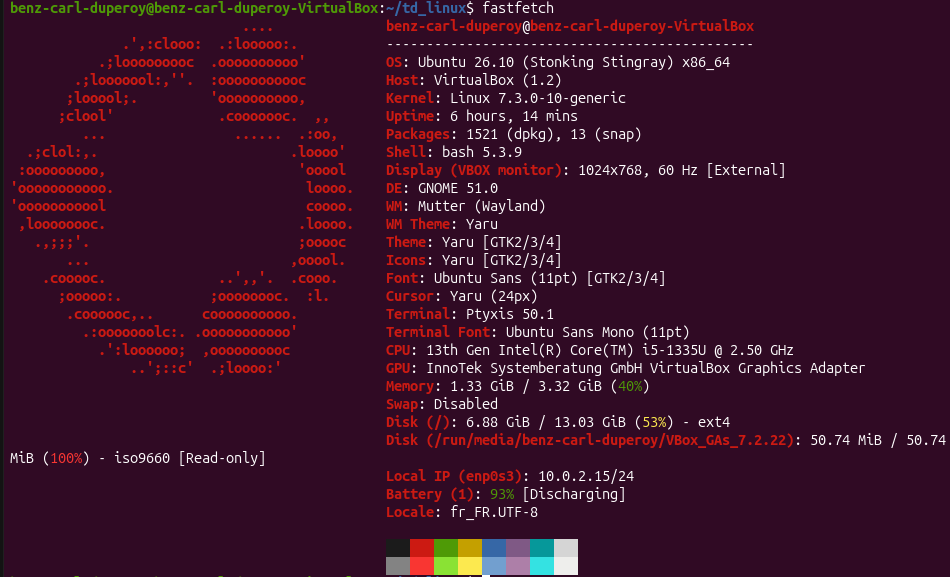 benz-carl-duperoy@benz-carl-duperoy-VirtualBox:~/td_linux$ fastfetch
benz-carl-duperoy@benz-carl-duperoy-VirtualBox
----------------------------------------------
OS: Ubuntu 26.10 (Stonking Stingray) x86_64
Host: VirtualBox (1.2)
Kernel: Linux 7.3.0-10-generic
Uptime: 6 hours, 14 mins
Packages: 1521 (dpkg), 13 (snap)
Shell: bash 5.3.9
Display (VBOX monitor): 1024x768, 60 Hz [External]
DE: GNOME 51.0
WM: Mutter (Wayland)
WM Theme: Yaru
Theme: Yaru [GTK2/3/4]
Icons: Yaru [GTK2/3/4]
Font: Ubuntu Sans (11pt) [GTK2/3/4]
Cursor: Yaru (24px)
Terminal: Ptyxis 50.1
Terminal Font: Ubuntu Sans Mono (11pt)
CPU: 13th Gen Intel(R) Core(TM) i5-1335U @ 2.50 GHz
GPU: InnoTek Systemberatung GmbH VirtualBox Graphics Adapter
Memory: 1.33 GiB / 3.32 GiB (40%)
Swap: Disabled
Disk (/): 6.88 GiB / 13.03 GiB (53%) - ext4
Disk (/run/media/benz-carl-duperoy/VBox_GAs_7.2.22): 50.74 MiB / 50.74
MiB (100%) - iso9660 [Read-only]
Local IP (enp0s3): 10.0.2.15/24
Battery (1): 93% [Discharging]
Locale: fr_FR.UTF-8